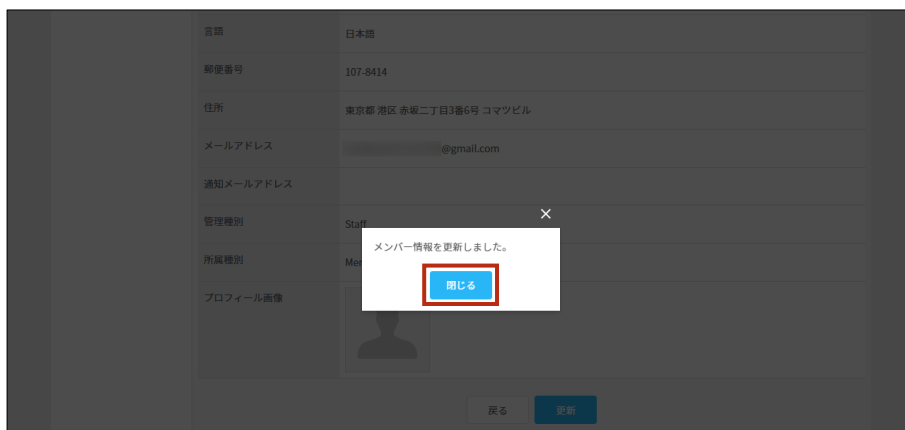 言語 日本語
郵便番号 107-8414
住所 東京都 港区 赤坂二丁目3番6号 コマツビル
メールアドレス @gmail.com
通知メールアドレス
管理種別 Staff
メンバー情報を更新しました。
所属種別
閉じる
プロフィール画像
戻る 更新